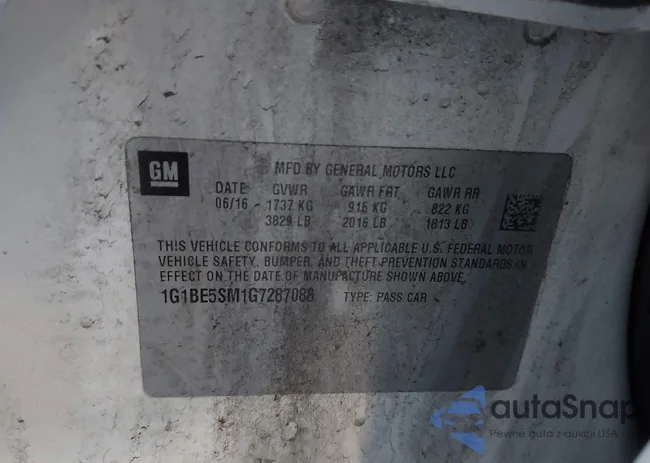 GM
MFD BY GENERAL MOTORS LLC
DATE GVWR GAWR FRT GAWR RR
06/16 1737 KG 915 KG 822 KG
3829 LB 2016 LB 1813 LB
THIS VEHICLE CONFORMS TO ALL APPLICABLE U.S. FEDERAL MOTOR
VEHICLE SAFETY, BUMPER, AND THEFT PREVENTION STANDARDS IN
EFFECT ON THE DATE OF MANUFACTURE SHOWN ABOVE.
1G1BE5SM1G7287088 TYPE: PASS CAR
autaSnap
Pewne auta z aukcji USA